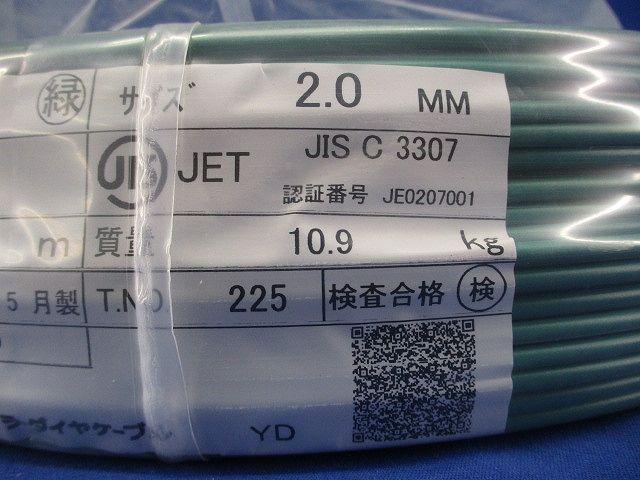 緑 サイズ 2.0 MM
JIS JET JIS C 3307
認証番号 JE0207001
m 質量 10.9 kg
5 月製 T.NO 225 検査合格 検
YD